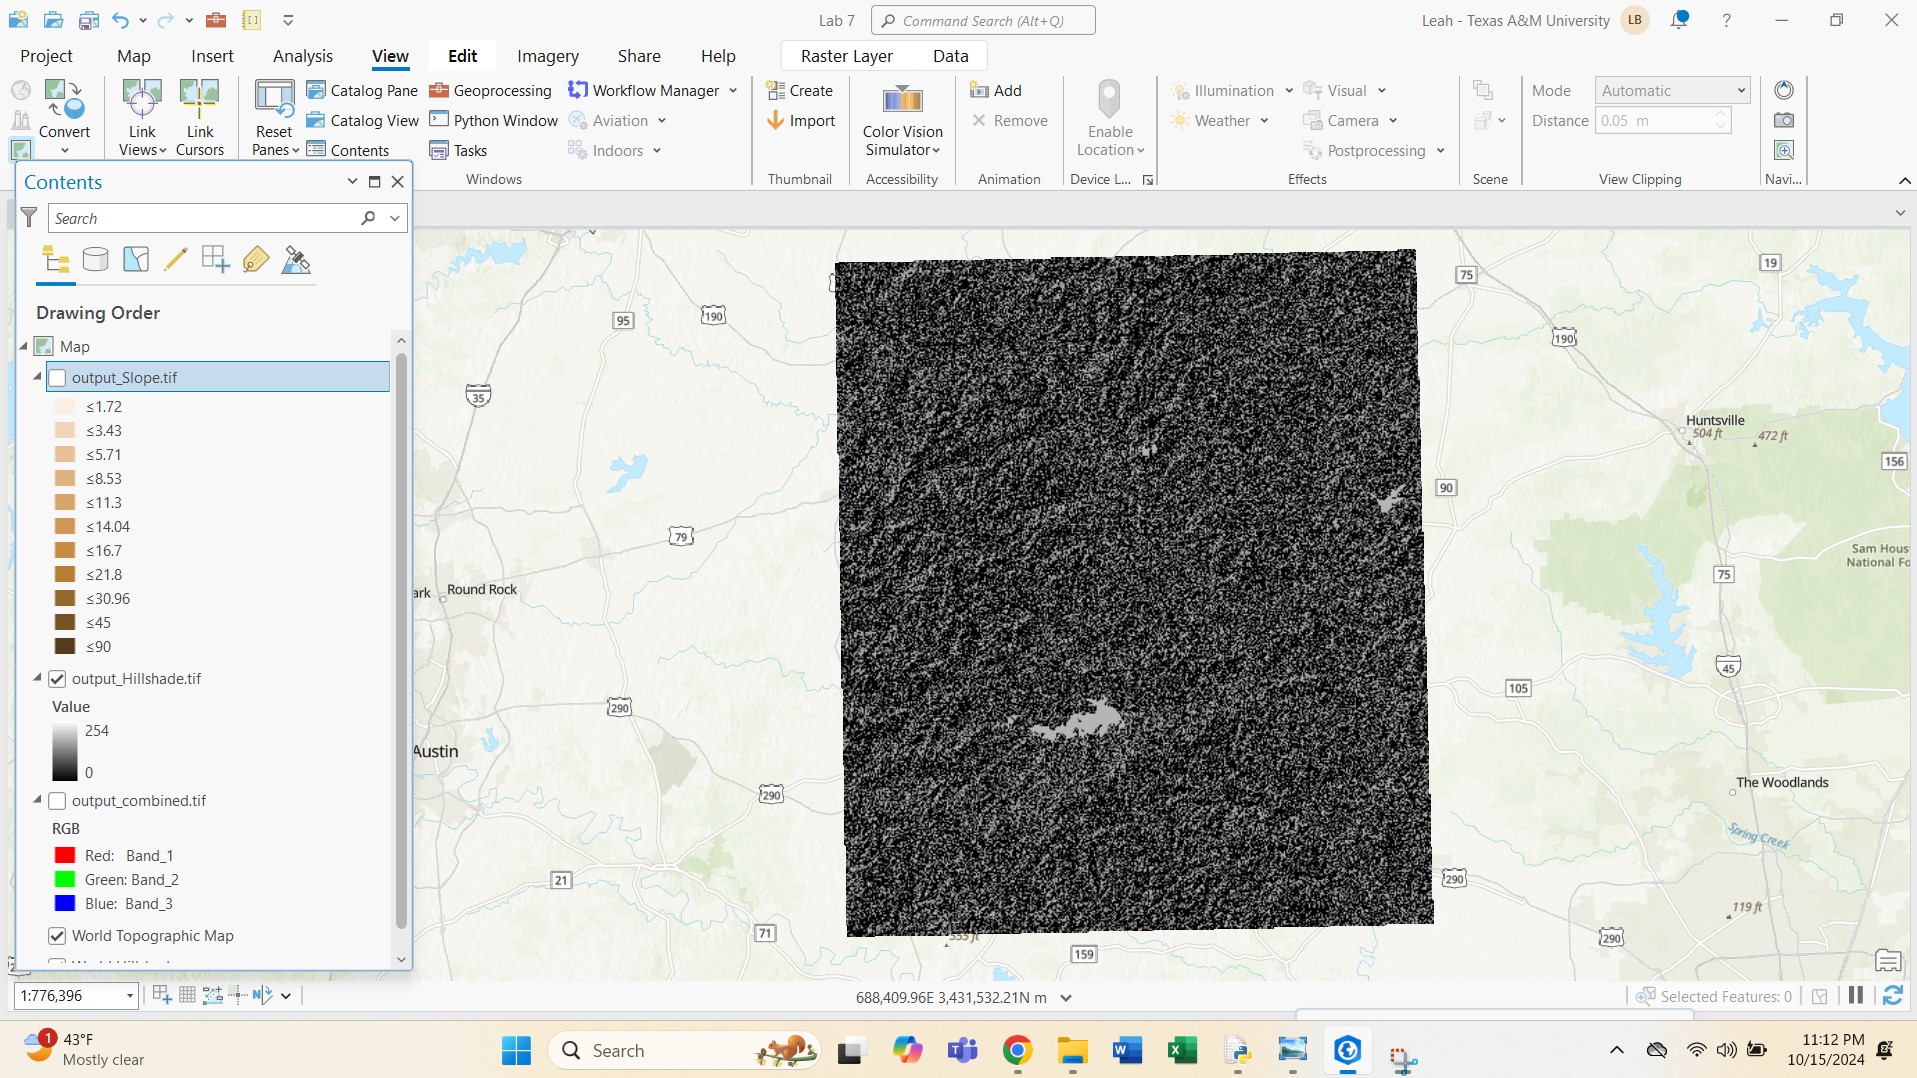 Lab 7
Command Search (Alt+Q)
Leah - Texas A&M University
LB
?
Project
Map
Insert
Analysis
View
Edit
Imagery
Share
Help
Raster Layer
Data
Convert
Link Views
Link Cursors
Reset Panes
Catalog Pane
Catalog View
Contents
Geoprocessing
Python Window
Tasks
Workflow Manager
Aviation
Indoors
Windows
Create
Import
Thumbnail
Color Vision Simulator
Accessibility
Add
Remove
Animation
Enable Location
Device L...
Illumination
Weather
Visual
Camera
Postprocessing
Effects
Scene
Mode
Automatic
Distance
0.05 m
View Clipping
Navi...
Contents
Search
Drawing Order
Map
output_Slope.tif
≤1.72
≤3.43
≤5.71
≤8.53
≤11.3
≤14.04
≤16.7
≤21.8
≤30.96
≤45
≤90
output_Hillshade.tif
Value
254
0
output_combined.tif
RGB
Red: Band_1
Green: Band_2
Blue: Band_3
World Topographic Map
95
190
35
79
ark
Round Rock
290
Austin
290
21
71
75
19
190
Huntsville
504 ft
472 ft
156
90
Sam Hous
National Fo
75
45
105
The Woodlands
Spring Creek
290
119 ft
290
159
1:776,396
688,409.96E 3,431,532.21N m
Selected Features: 0
1
43°F
Mostly clear
Search
11:12 PM
10/15/2024